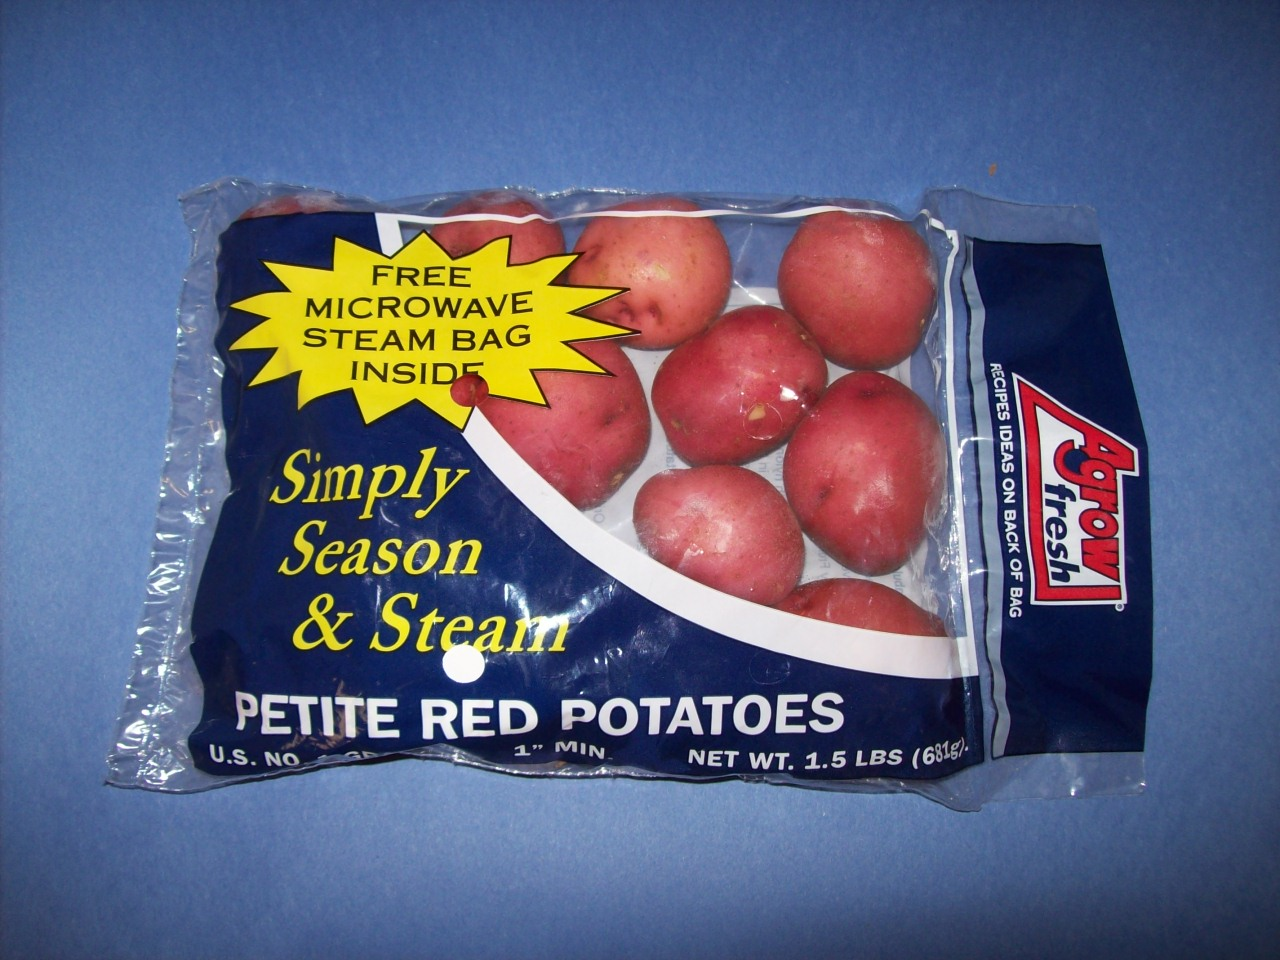 FREE
MICROWAVE
STEAM BAG
INSIDE
Simply
Season
& Steam
PETITE RED POTATOES
U.S. NO
1” MIN
NET WT. 1.5 LBS (681g).
Agrow
fresh
RECIPES IDEAS ON BACK OF BAG